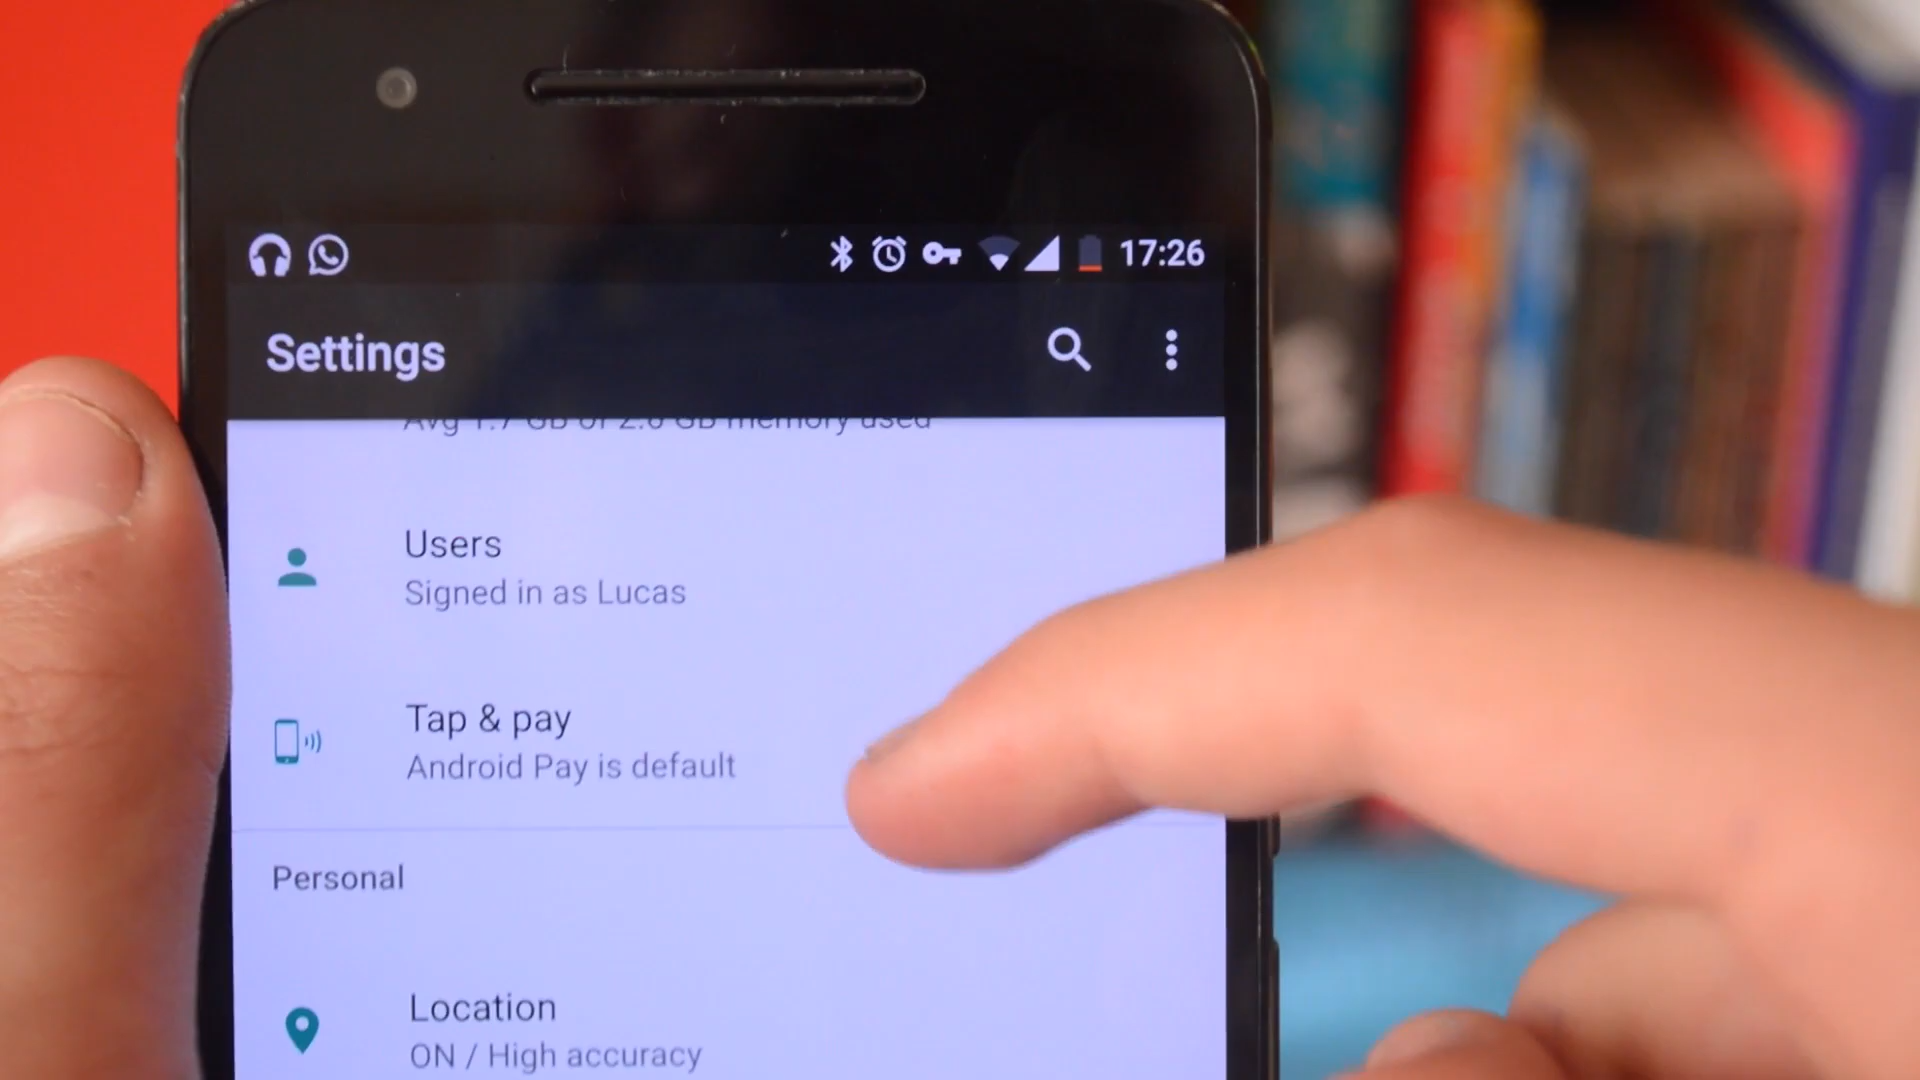 17:26
Settings
Avg 1.7 GB of 2.8 GB memory used
Users
Signed in as Lucas
Tap & pay
Android Pay is default
Personal
Location
ON / High accuracy